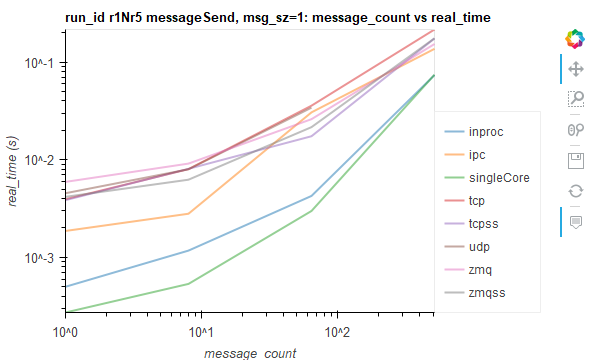 run_id r1Nr5 messageSend, msg_sz=1: message_count vs real_time
10^-1
10^-2
10^-3
real_time (s)
10^0
10^1
10^2
message_count
inproc
ipc
singleCore
tcp
tcpss
udp
zmq
zmqss